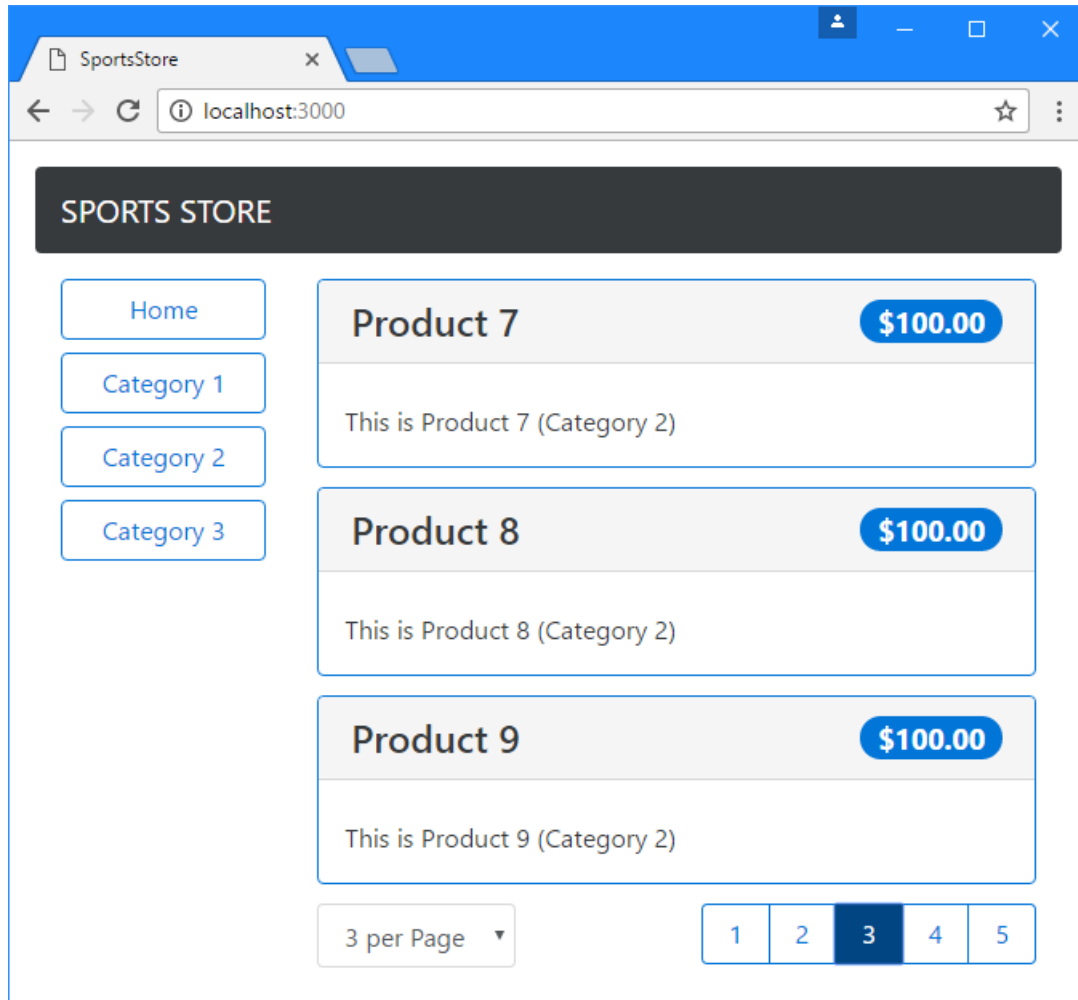 SportsStore
localhost:3000
SPORTS STORE
Home
Category 1
Category 2
Category 3
Product 7 $100.00
This is Product 7 (Category 2)
Product 8 $100.00
This is Product 8 (Category 2)
Product 9 $100.00
This is Product 9 (Category 2)
3 per Page 1 2 3 4 5